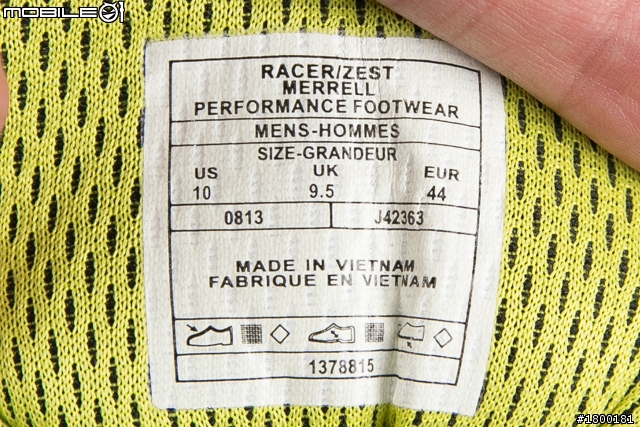 MOBILE01
RACER/ZEST
MERRELL
PERFORMANCE FOOTWEAR
MENS-HOMMES
SIZE-GRANDEUR
US UK EUR
10 9.5 44
0813 J42363
MADE IN VIETNAM
FABRIQUE EN VIETNAM
1378815
#1800181